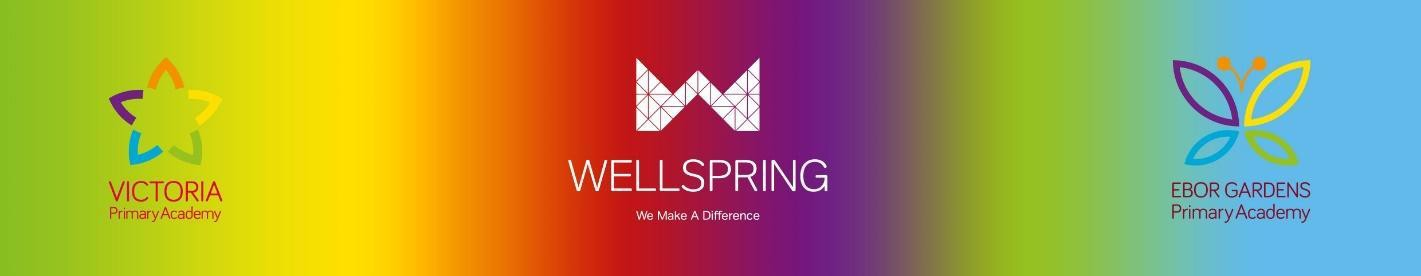 VICTORIA
Primary Academy
WELLSPRING
We Make A Difference
EBOR GARDENS
Primary Academy